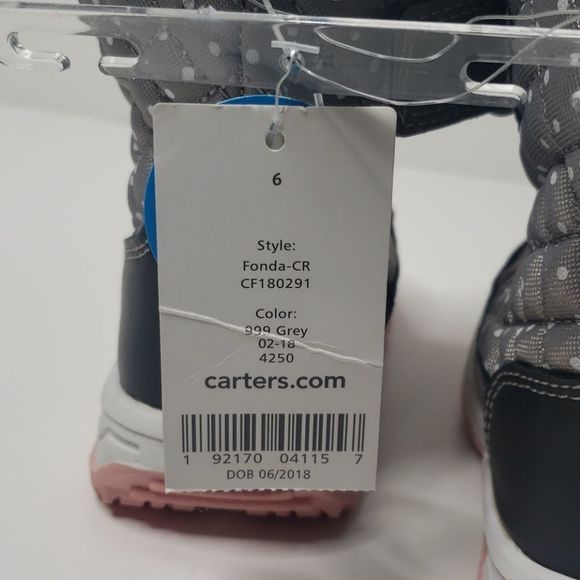 6
Style:
Fonda-CR
CF180291
Color:
999 Grey
02-18
4250
carters.com
1 92170 04115 7
DOB 06/2018